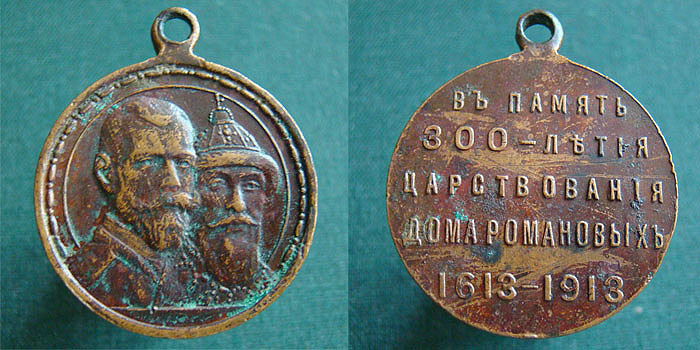 ВЪ ПАМЯТЬ
300-ЛѢТІЯ
ЦАРСТВОВАНІЯ
ДОМА РОМАНОВЫХЪ
1613-1913